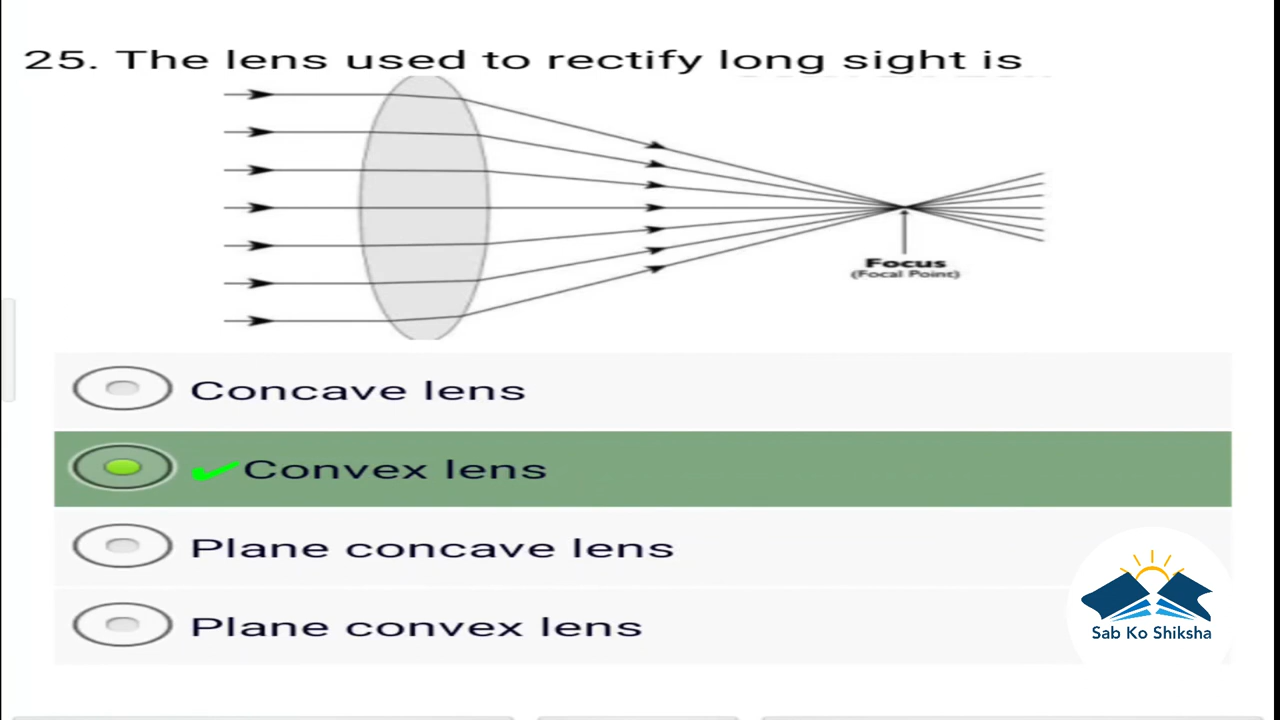 25. The lens used to rectify long sight is
Focus
(Focal Point)
Concave lens
✔Convex lens
Plane concave lens
Plane convex lens
Sab Ko Shiksha